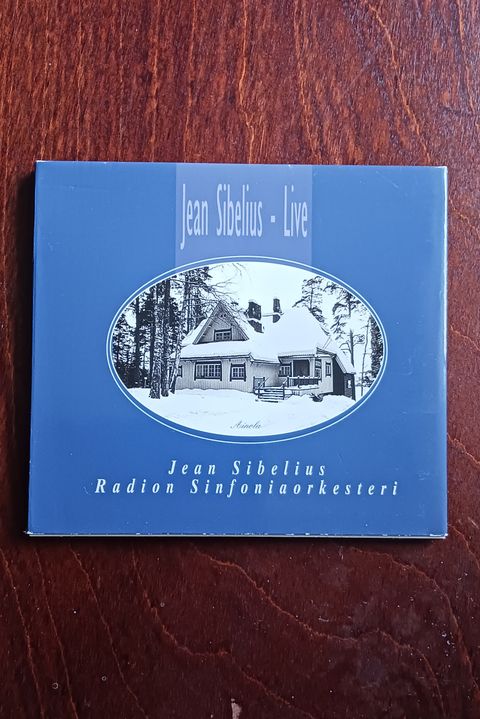 Jean Sibelius - Live
Ainola
Jean Sibelius
Radion Sinfoniaorkesteri